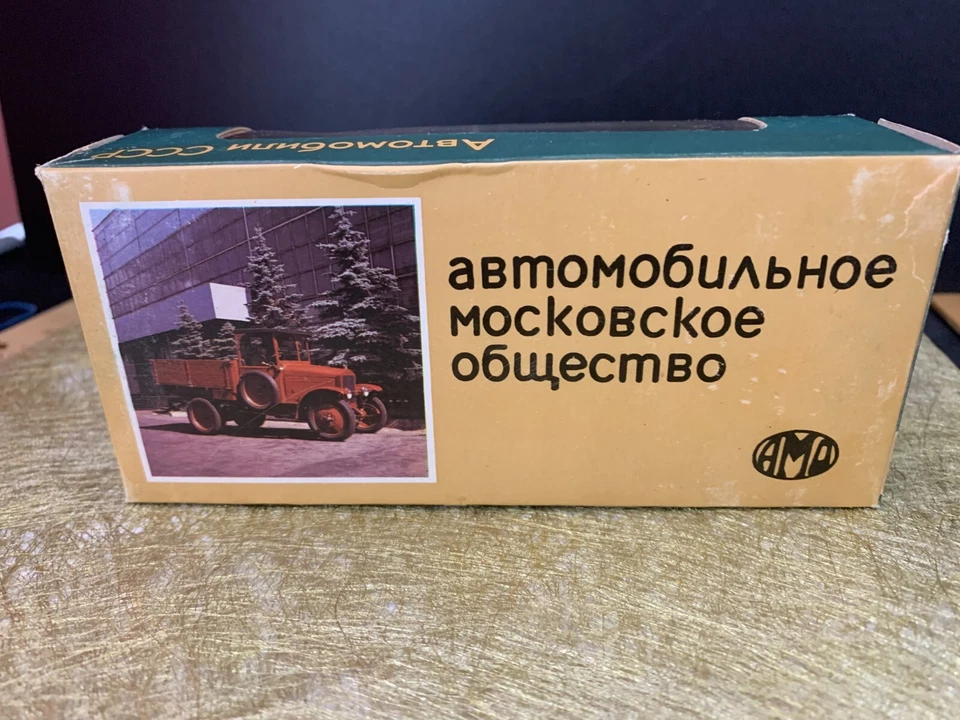 Автомобили СССР
автомобильное
московское
общество
АМО